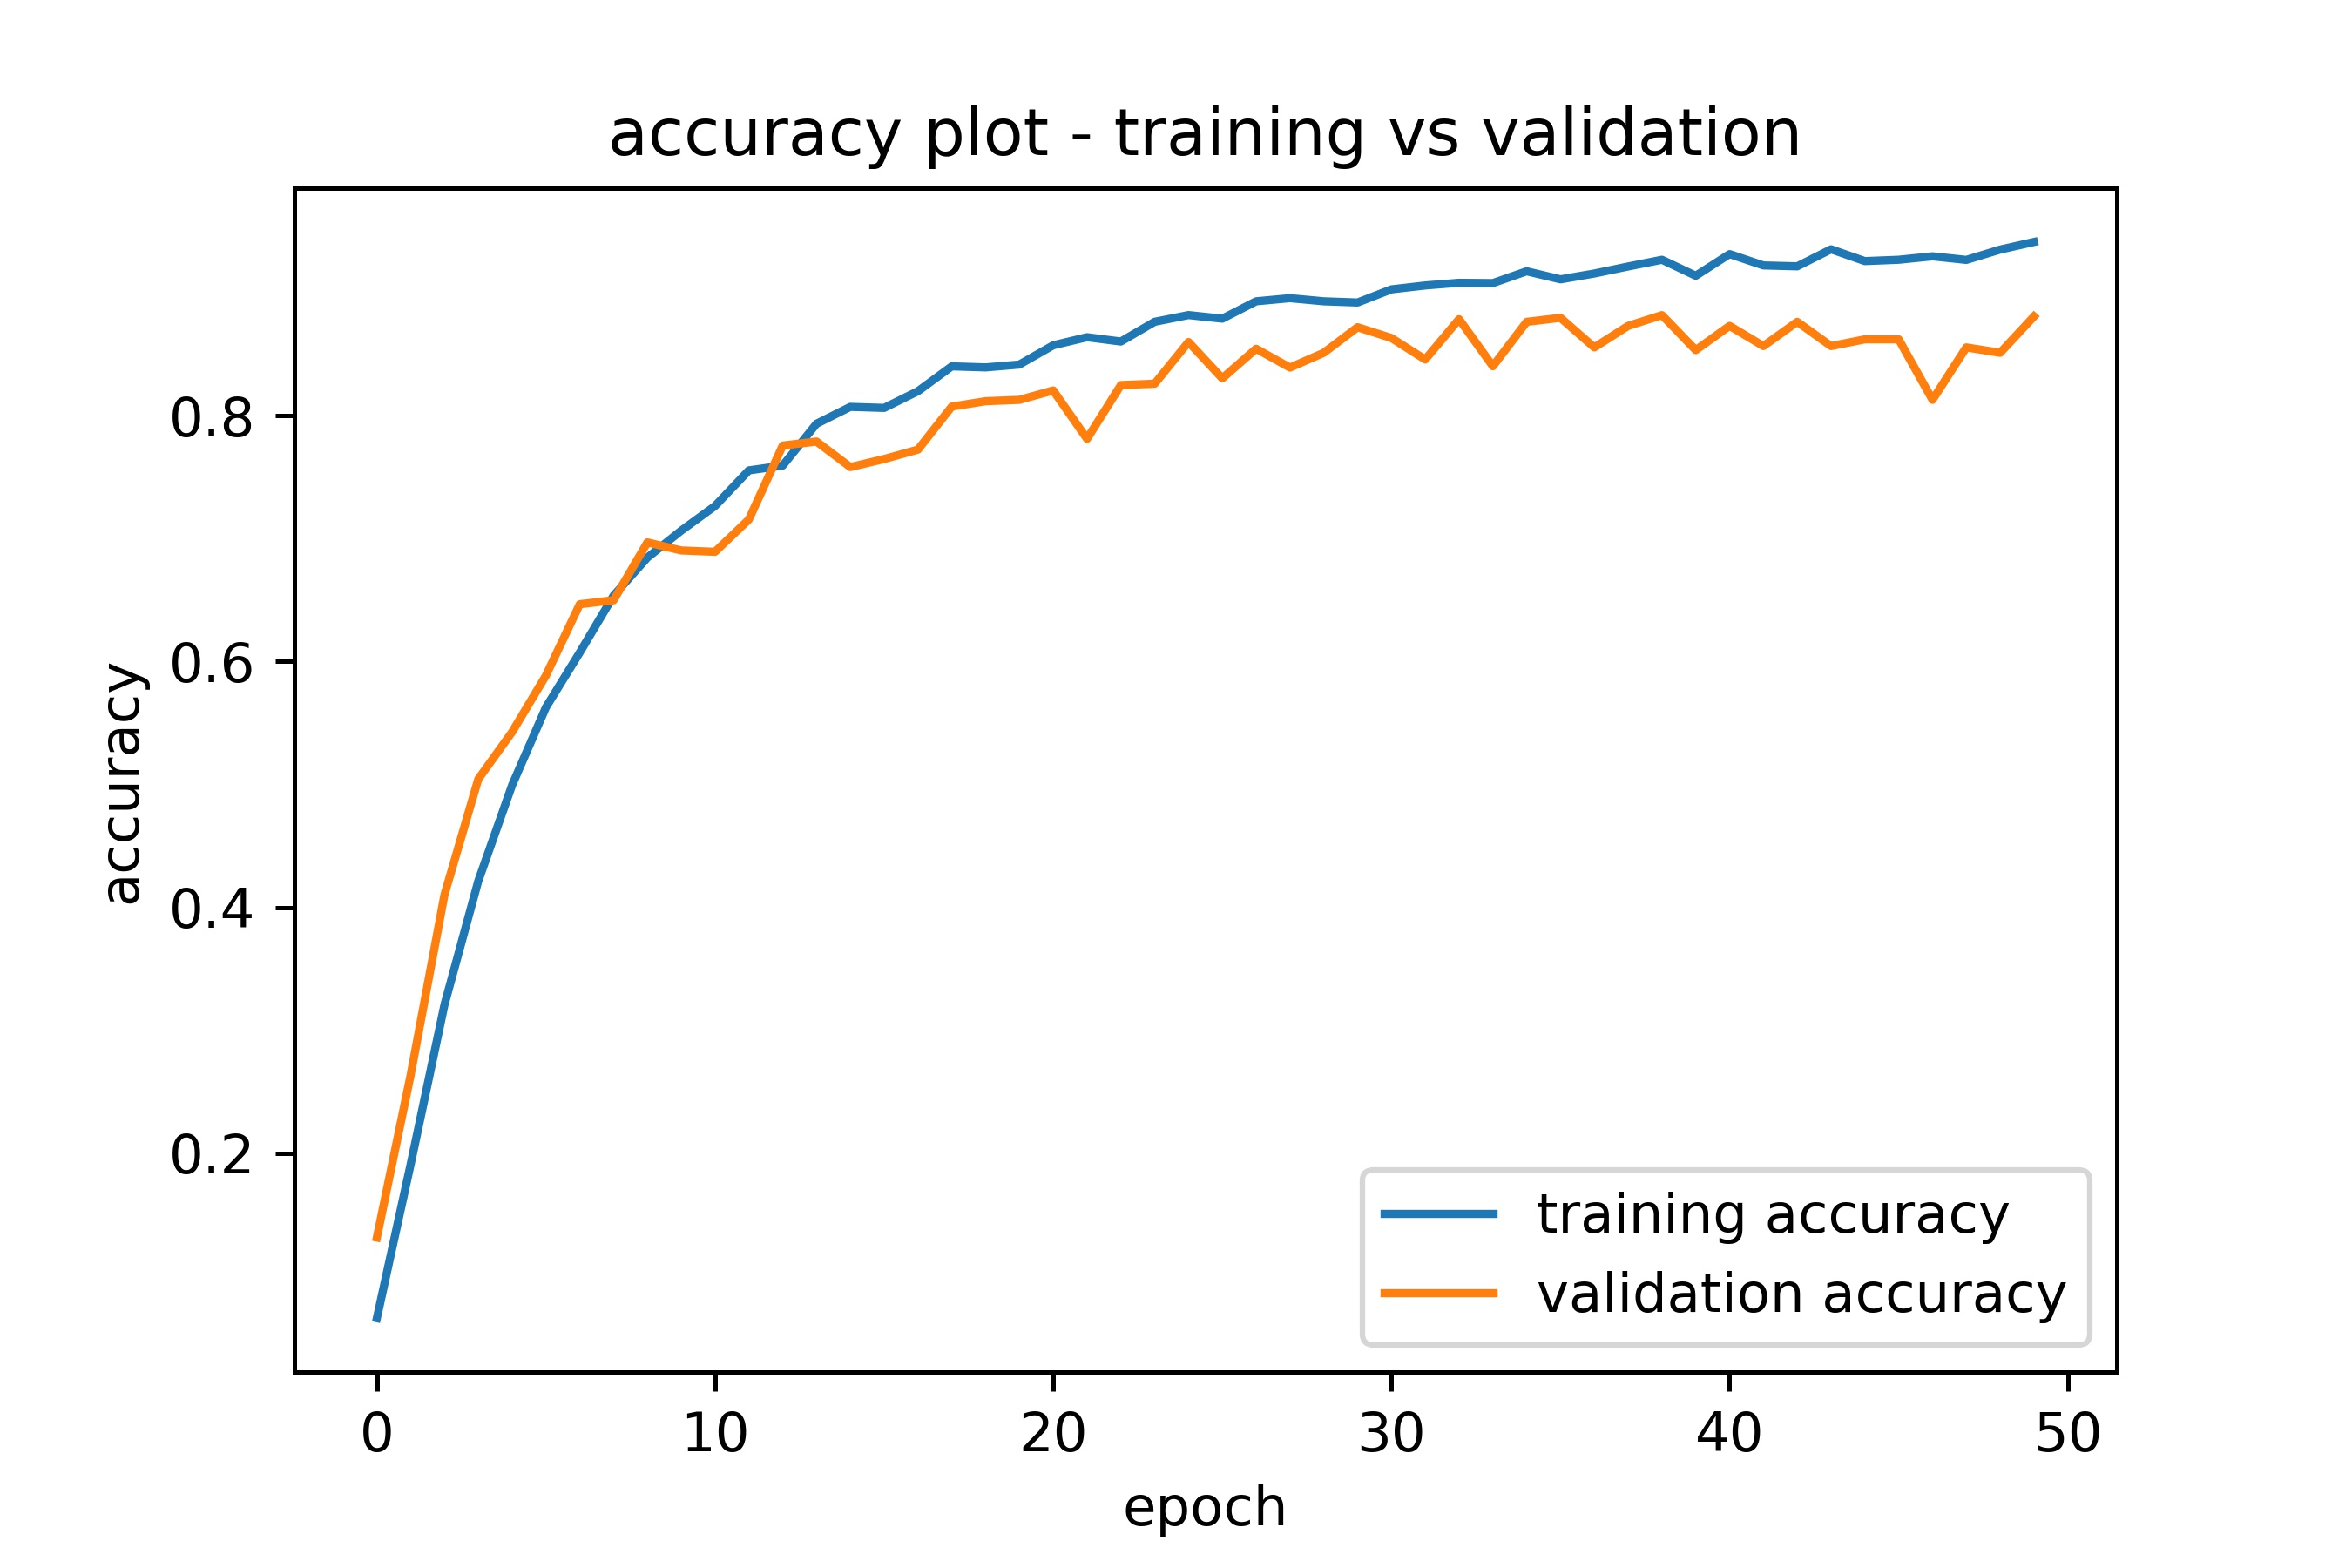 accuracy plot - training vs validation
accuracy
0.8
0.6
0.4
0.2
training accuracy
validation accuracy
0 10 20 30 40 50
epoch